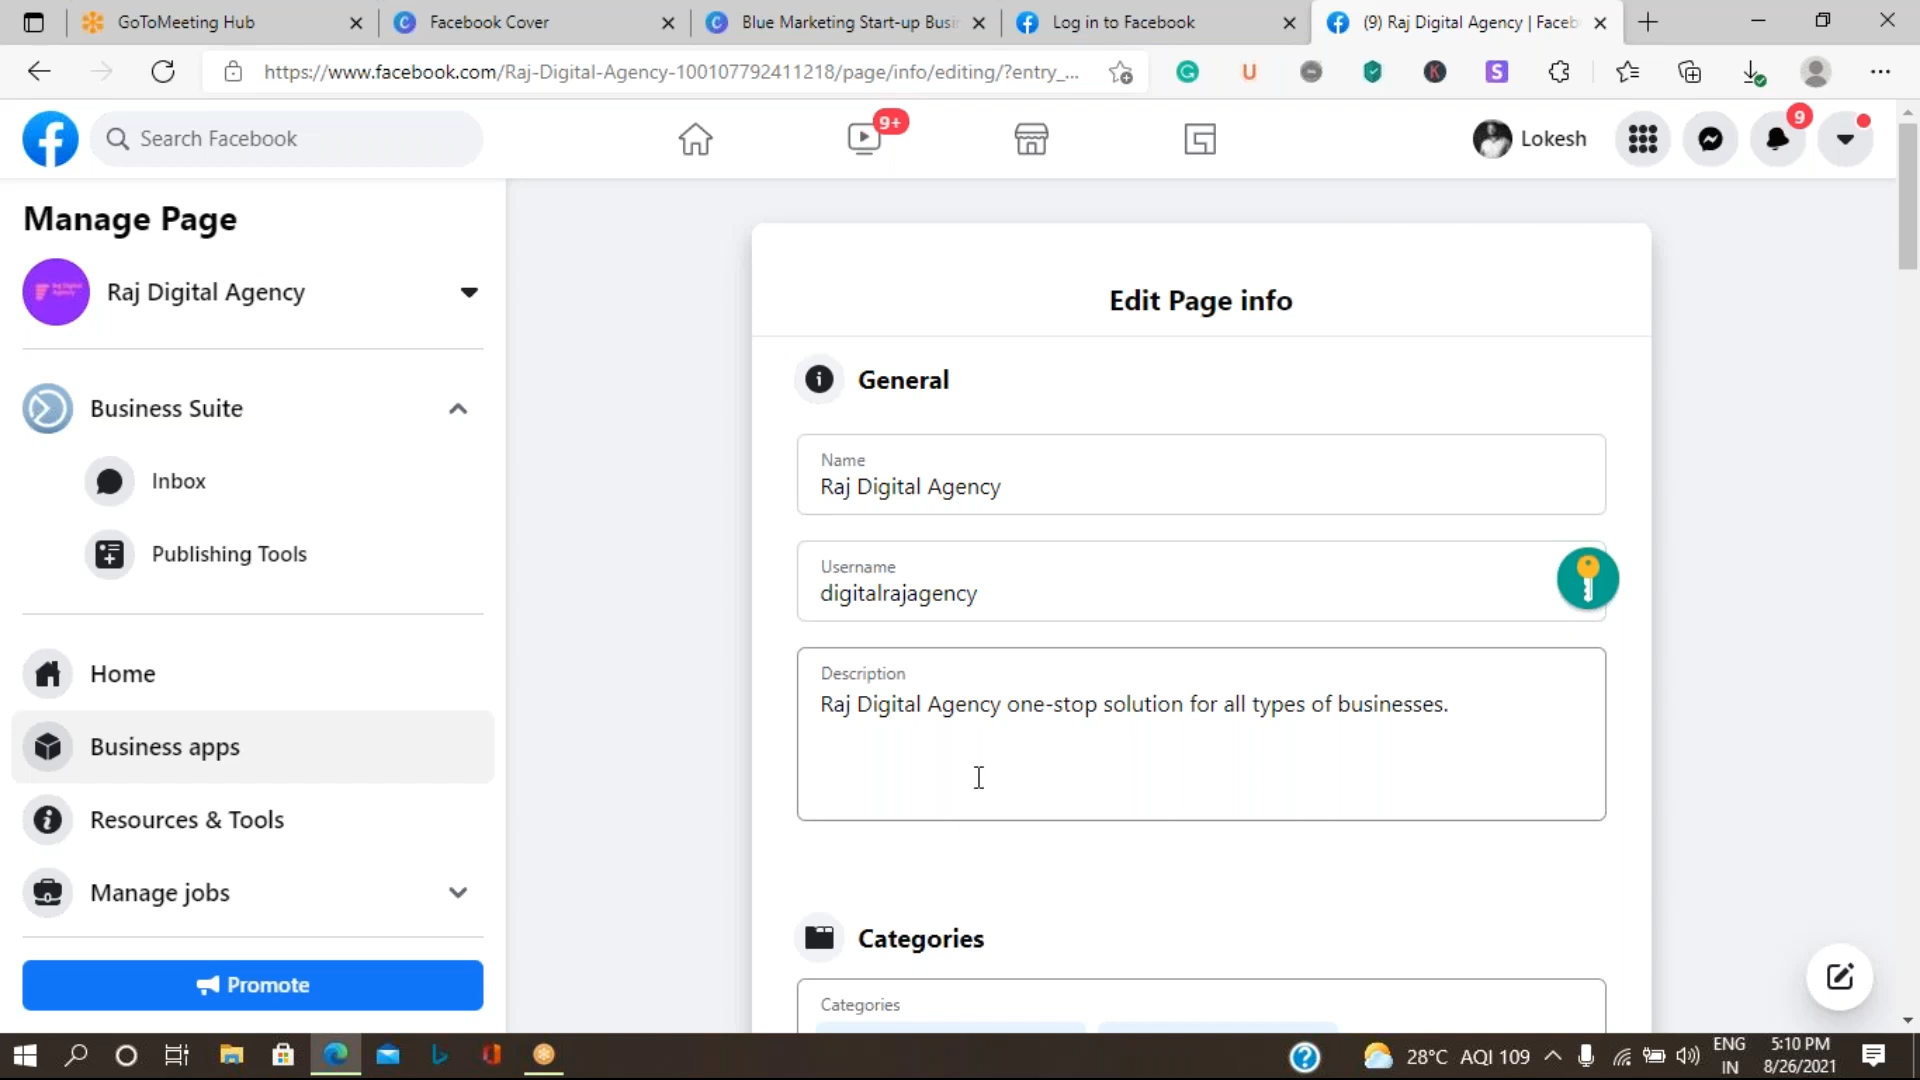 GoToMeeting Hub
Facebook Cover
Blue Marketing Start-up Busi
Log in to Facebook
(9) Raj Digital Agency | Faceb
https://www.facebook.com/Raj-Digital-Agency-100107792411218/page/info/editing/?entry_...
Search Facebook
9+
Lokesh
9
Manage Page
Raj Digital Agency
Business Suite
Inbox
Publishing Tools
Home
Business apps
Resources & Tools
Manage jobs
Promote
Edit Page info
General
Name
Raj Digital Agency
Username
digitalrajagency
Description
Raj Digital Agency one-stop solution for all types of businesses.
Categories
Categories
28°C AQI 109
ENG
IN
5:10 PM
8/26/2021